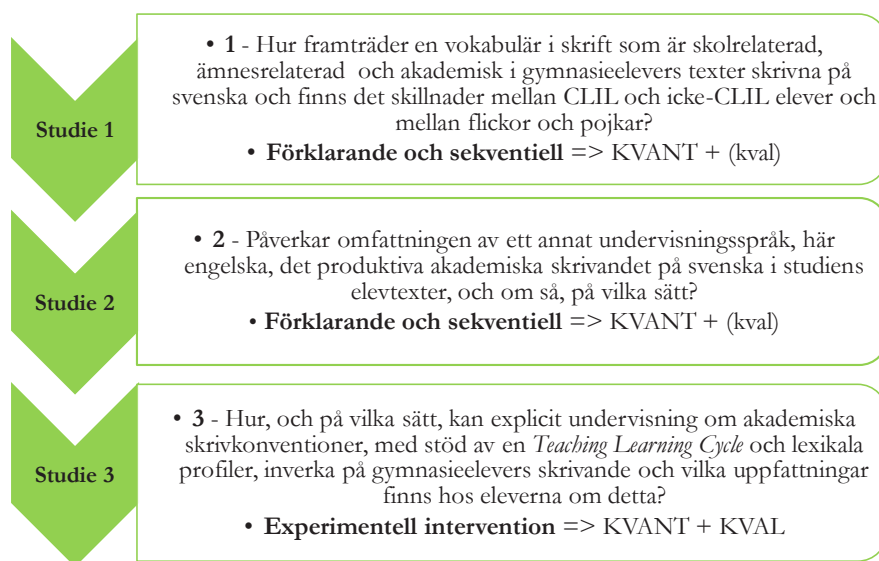 Studie 1
• 1 - Hur framträder en vokabulär i skrift som är skolrelaterad,
ämnesrelaterad och akademisk i gymnasieelevers texter skrivna på
svenska och finns det skillnader mellan CLIL och icke-CLIL elever och
mellan flickor och pojkar?
• Förklarande och sekventiell => KVANT + (kval)
Studie 2
• 2 - Påverkar omfattningen av ett annat undervisningsspråk, här
engelska, det produktiva akademiska skrivandet på svenska i studiens
elevtexter, och om så, på vilka sätt?
• Förklarande och sekventiell => KVANT + (kval)
Studie 3
• 3 - Hur, och på vilka sätt, kan explicit undervisning om akademiska
skrivkonventioner, med stöd av en Teaching Learning Cycle och lexikala
profiler, inverka på gymnasieelevers skrivande och vilka uppfattningar
finns hos eleverna om detta?
• Experimentell intervention => KVANT + KVAL